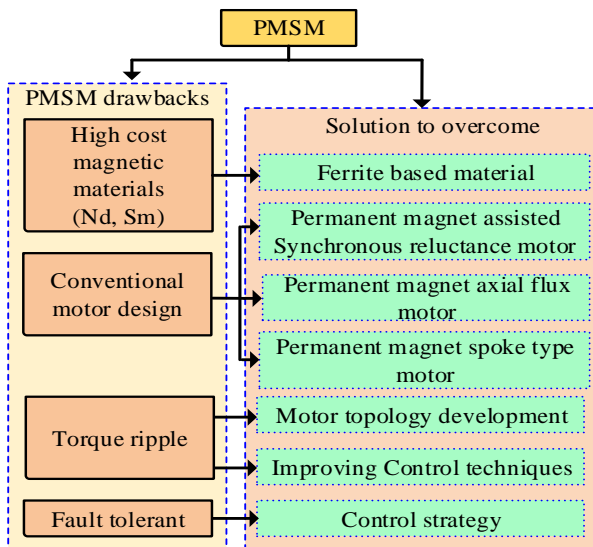 PMSM
PMSM drawbacks
High cost
magnetic
materials
(Nd, Sm)
Conventional
motor design
Torque ripple
Fault tolerant
Solution to overcome
Ferrite based material
Permanent magnet assisted
Synchronous reluctance motor
Permanent magnet axial flux
motor
Permanent magnet spoke type
motor
Motor topology development
Improving Control techniques
Control strategy